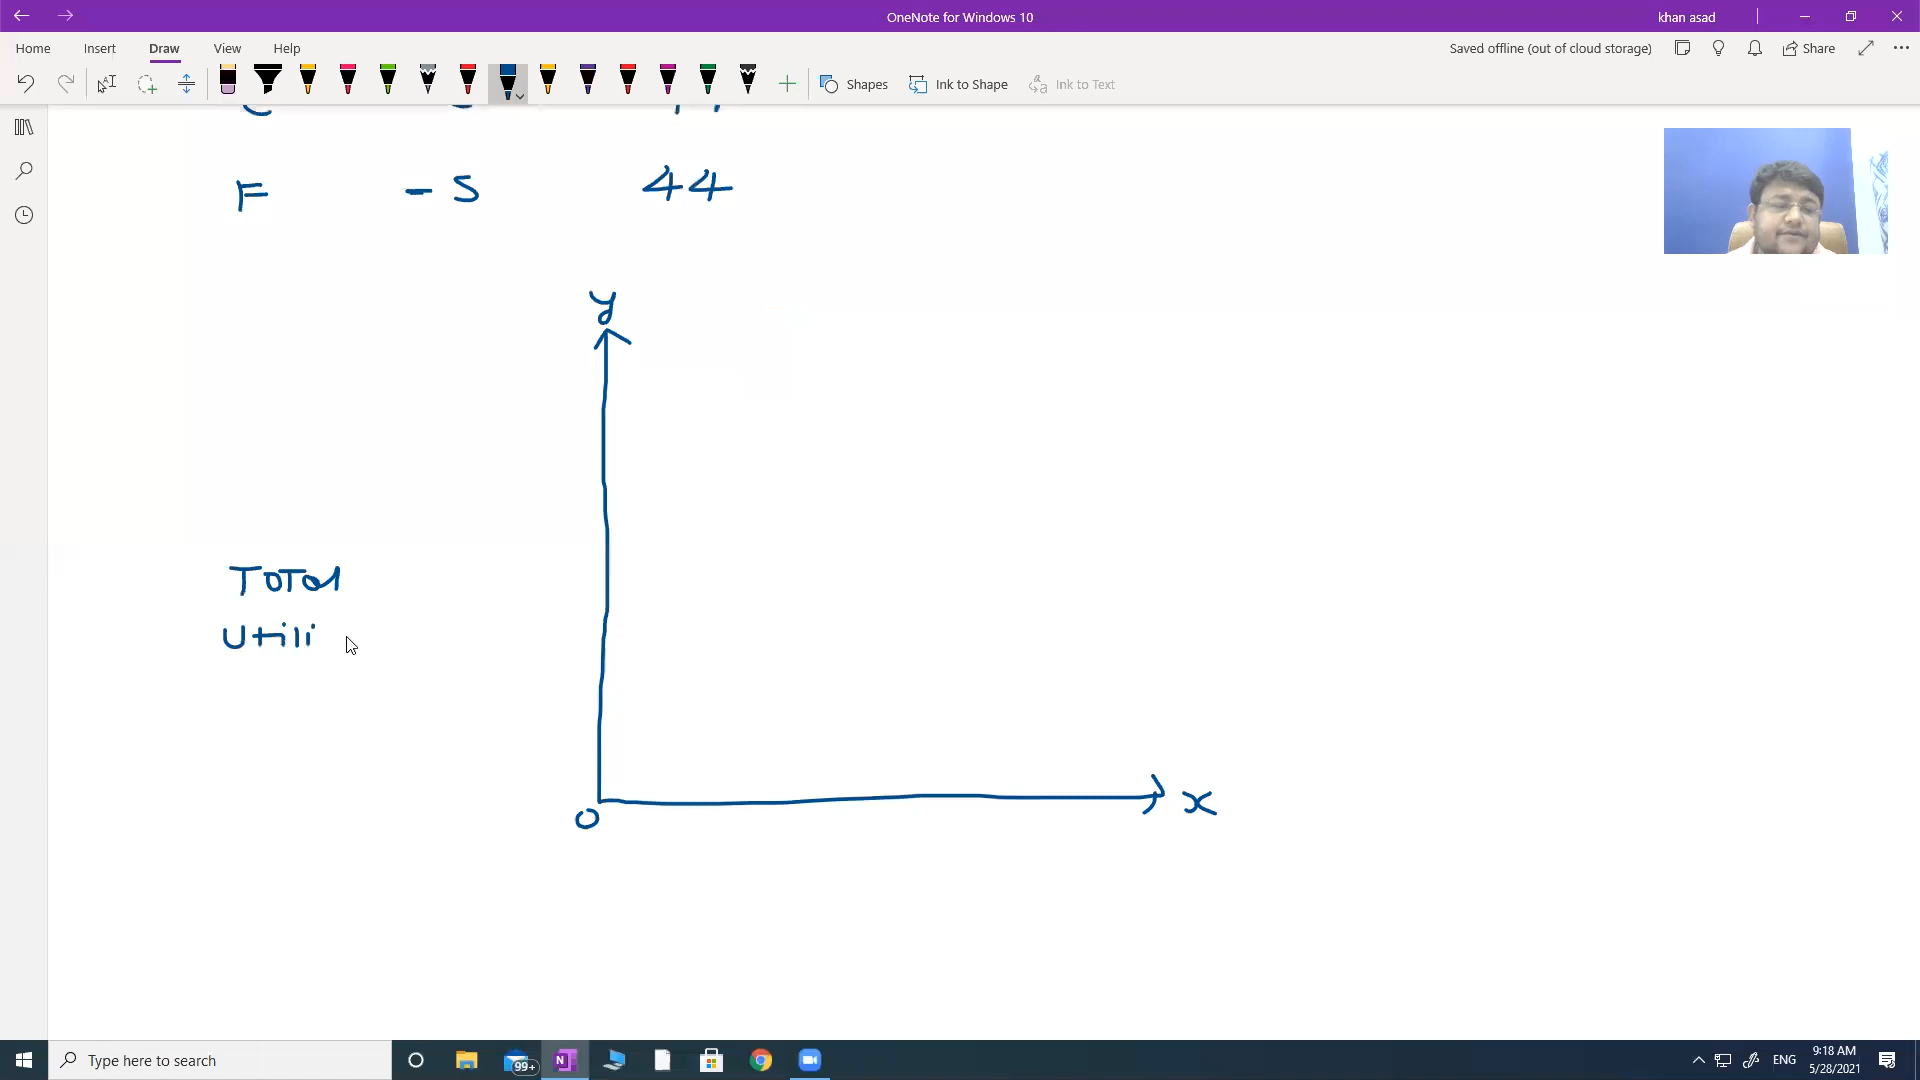 OneNote for Windows 10
khan asad
Home Insert Draw View Help
Saved offline (out of cloud storage)
Share
Shapes
Ink to Shape
Ink to Text
F - 5 44
y
Total
Utili
O
x
Type here to search
99+
ENG
9:18 AM
5/28/2021